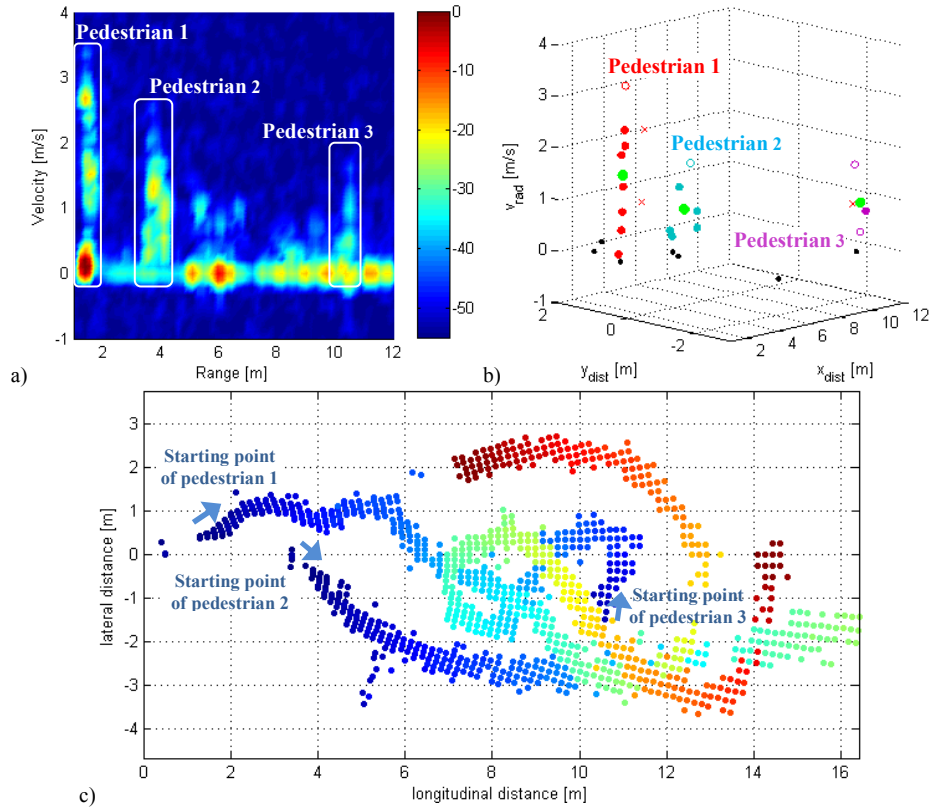 4
3
2
1
0
-1
Velocity [m/s]
Pedestrian 1
Pedestrian 2
Pedestrian 3
2
4
6
8
10
12
Range [m]
0
-10
-20
-30
-40
-50
a)
4
3
2
1
0
-1
v_rad [m/s]
Pedestrian 1
Pedestrian 2
Pedestrian 3
2
0
-2
y_dist [m]
2
4
6
8
10
12
x_dist [m]
b)
3
2
1
0
-1
-2
-3
-4
lateral distance [m]
Starting point
of pedestrian 1
Starting point
of pedestrian 2
Starting point
of pedestrian 3
0
2
4
6
8
10
12
14
16
longitudinal distance [m]
c)